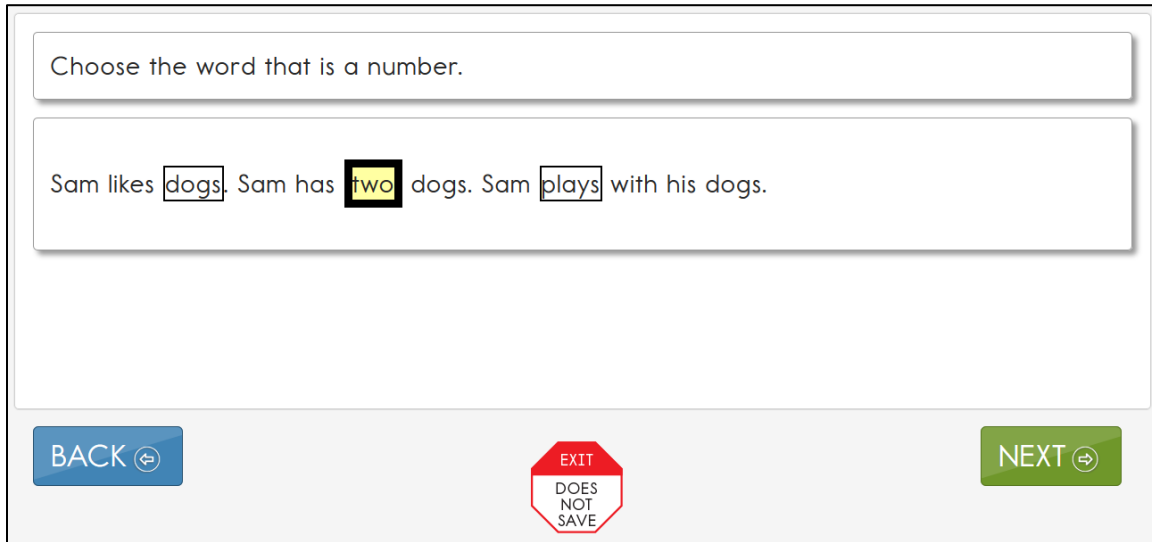 Choose the word that is a number.
Sam likes dogs. Sam has two dogs. Sam plays with his dogs.
BACK
EXIT
DOES
NOT
SAVE
NEXT